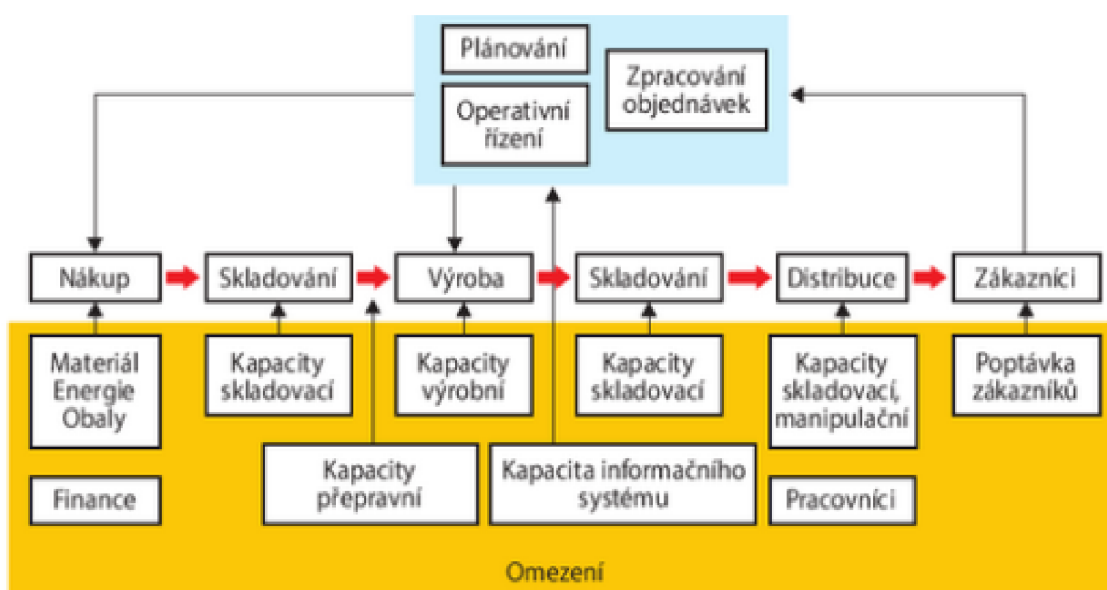 Plánování
Zpracování
objednávek
Operativní
řízení
Nákup
Skladování
Výroba
Skladování
Distribuce
Zákazníci
Materiál
Energie
Obaly
Kapacity
skladovací
Kapacity
výrobní
Kapacity
skladovací
Kapacity
skladovací,
manipulační
Poptávka
zákazníků
Finance
Kapacity
přepravní
Kapacita informačního
systému
Pracovníci
Omezení